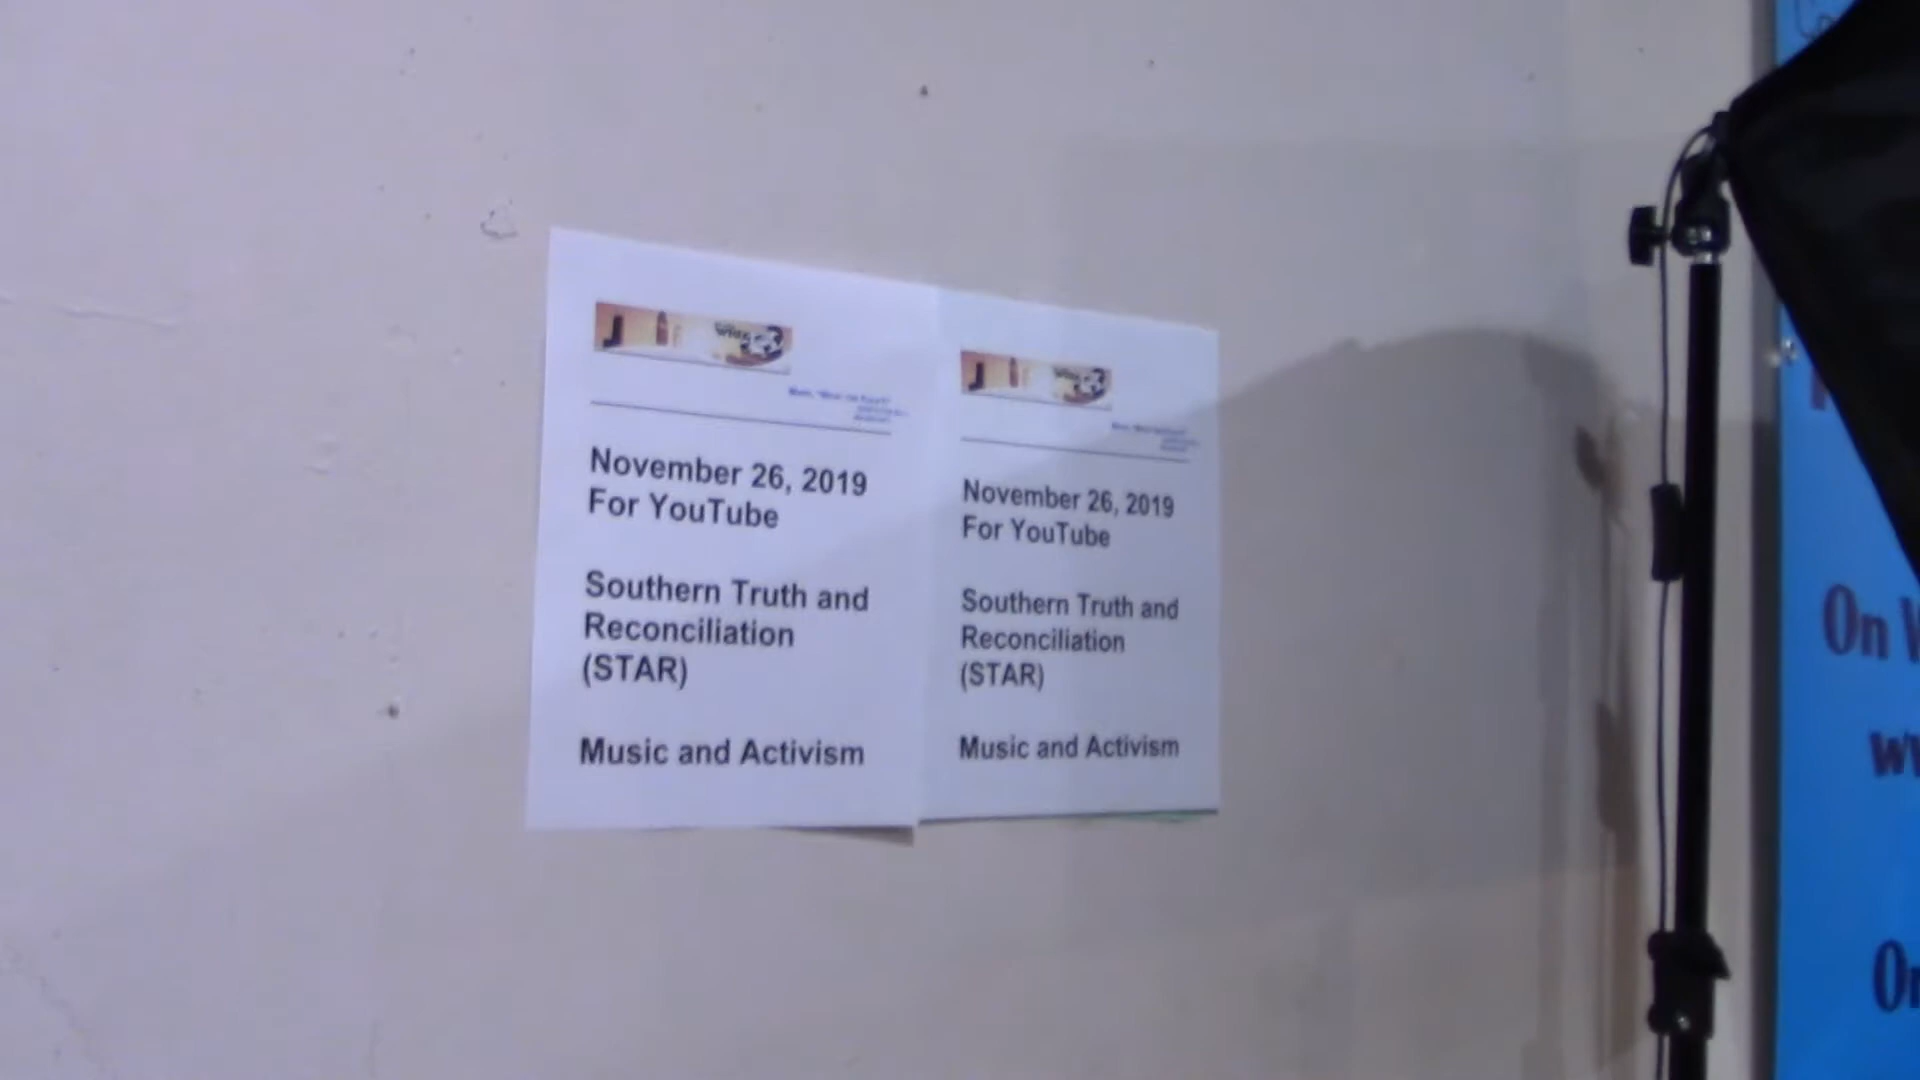 November 26, 2019
For YouTube
Southern Truth and
Reconciliation
(STAR)
Music and Activism
November 26, 2019
For YouTube
Southern Truth and
Reconciliation
(STAR)
Music and Activism
On